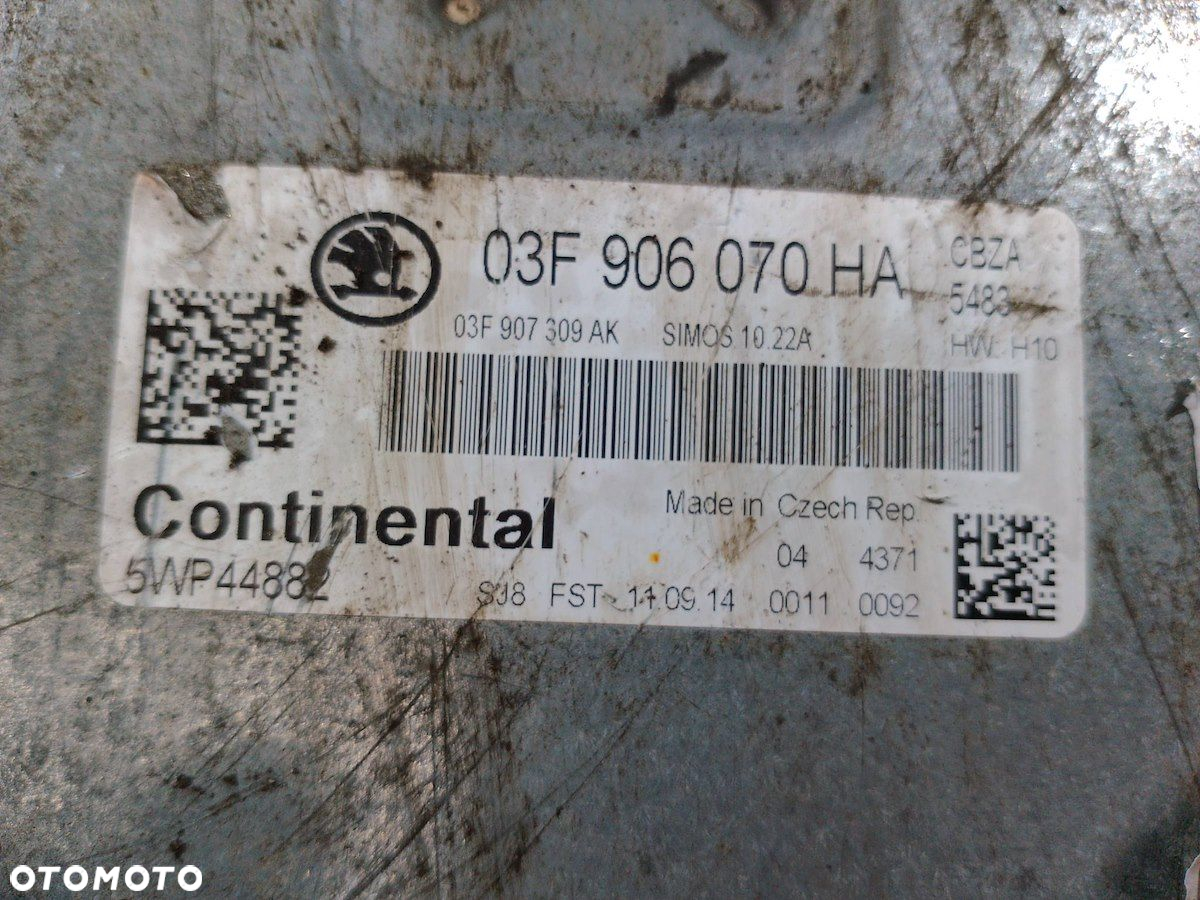 03F 906 070 HA
CBZA
5483
03F 907 309 AK SIMOS 10.22A
HW: H10
Continental
Made in Czech Rep.
04 4371
5WP44882
SJ8 FST 11.09.14 0011 0092
OTOMOTO